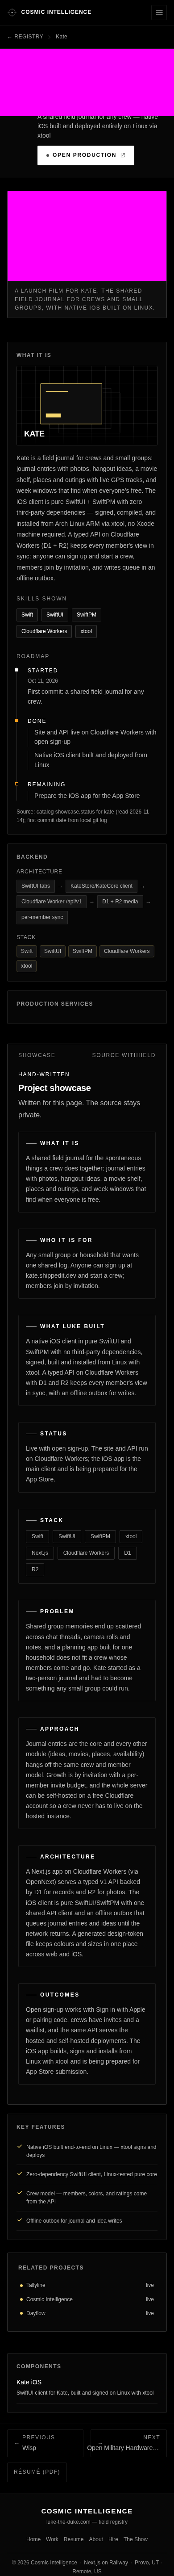 COSMIC INTELLIGENCE
← REGISTRY / Kate
A shared field journal for any crew — native
iOS built and deployed entirely on Linux via
xtool
OPEN PRODUCTION
A LAUNCH FILM FOR KATE, THE SHARED
FIELD JOURNAL FOR CREWS AND SMALL
GROUPS, WITH NATIVE IOS BUILT ON LINUX.
WHAT IT IS
KATE
Kate is a field journal for crews and small groups:
journal entries with photos, hangout ideas, a movie
shelf, places and outings with live GPS tracks, and
week windows that find when everyone's free. The
iOS client is pure SwiftUI + SwiftPM with zero
third-party dependencies — signed, compiled, and
installed from Arch Linux ARM via xtool, no Xcode
machine required. A typed API on Cloudflare
Workers (D1 + R2) keeps every member's view in
sync: anyone can sign up and start a crew,
members join by invitation, and writes queue in an
offline outbox.
SKILLS SHOWN
Swift SwiftUI SwiftPM
Cloudflare Workers xtool
ROADMAP
STARTED
Oct 11, 2026
First commit: a shared field journal for any
crew.
DONE
Site and API live on Cloudflare Workers with
open sign-up
Native iOS client built and deployed from
Linux
REMAINING
Prepare the iOS app for the App Store
Source: catalog showcase.status for kate (read 2026-11-
14); first commit date from local git log
BACKEND
ARCHITECTURE
SwiftUI tabs → KateStore/KateCore client →
Cloudflare Worker /api/v1 → D1 + R2 media →
per-member sync
STACK
Swift SwiftUI SwiftPM Cloudflare Workers
xtool
PRODUCTION SERVICES
SHOWCASE SOURCE WITHHELD
HAND-WRITTEN
Project showcase
Written for this page. The source stays
private.
WHAT IT IS
A shared field journal for the spontaneous
things a crew does together: journal entries
with photos, hangout ideas, a movie shelf,
places and outings, and week windows that
find when everyone is free.
WHO IT IS FOR
Any small group or household that wants
one shared log. Anyone can sign up at
kate.shippedit.dev and start a crew;
members join by invitation.
WHAT LUKE BUILT
A native iOS client in pure SwiftUI and
SwiftPM with no third-party dependencies,
signed, built and installed from Linux with
xtool. A typed API on Cloudflare Workers
with D1 and R2 keeps every member's view
in sync, with an offline outbox for writes.
STATUS
Live with open sign-up. The site and API run
on Cloudflare Workers; the iOS app is the
main client and is being prepared for the
App Store.
STACK
Swift SwiftUI SwiftPM xtool
Next.js Cloudflare Workers D1
R2
PROBLEM
Shared group memories end up scattered
across chat threads, camera rolls and
notes, and a planning app built for one
household does not fit a crew whose
members come and go. Kate started as a
two-person journal and had to become
something any small group could run.
APPROACH
Journal entries are the core and every other
module (ideas, movies, places, availability)
hangs off the same crew and member
model. Growth is by invitation with a per-
member invite budget, and the whole server
can be self-hosted on a free Cloudflare
account so a crew never has to live on the
hosted instance.
ARCHITECTURE
A Next.js app on Cloudflare Workers (via
OpenNext) serves a typed v1 API backed
by D1 for records and R2 for photos. The
iOS client is pure SwiftUI/SwiftPM with one
shared API client and an offline outbox that
queues journal entries and ideas until the
network returns. A generated design-token
file keeps colours and sizes in one place
across web and iOS.
OUTCOMES
Open sign-up works with Sign in with Apple
or pairing code, crews have invites and a
waitlist, and the same API serves the
hosted and self-hosted deployments. The
iOS app builds, signs and installs from
Linux with xtool and is being prepared for
App Store submission.
KEY FEATURES
Native iOS built end-to-end on Linux — xtool signs and
deploys
Zero-dependency SwiftUI client, Linux-tested pure core
Crew model — members, colors, and ratings come
from the API
Offline outbox for journal and idea writes
RELATED PROJECTS
Tallyline live
Cosmic Intelligence live
Dayflow live
COMPONENTS
Kate iOS
SwiftUI client for Kate, built and signed on Linux with xtool
← PREVIOUS
Wisp
NEXT →
Open Military Hardware...
RÉSUMÉ (PDF)
COSMIC INTELLIGENCE
luke-the-duke.com — field registry
Home Work Resume About Hire The Show
© 2026 Cosmic Intelligence · Next.js on Railway · Provo, UT ·
Remote, US